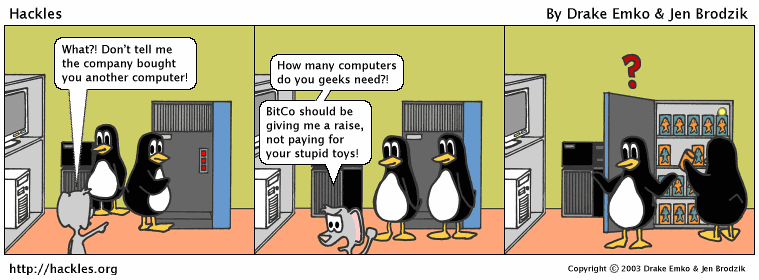 Hackles
By Drake Emko & Jen Brodzik
What?! Don't tell me
the company bought
you another computer!
How many computers
do you geeks need?!
BitCo should be
giving me a raise,
not paying for
your stupid toys!
?
http://hackles.org
Copyright © 2003 Drake Emko & Jen Brodzik